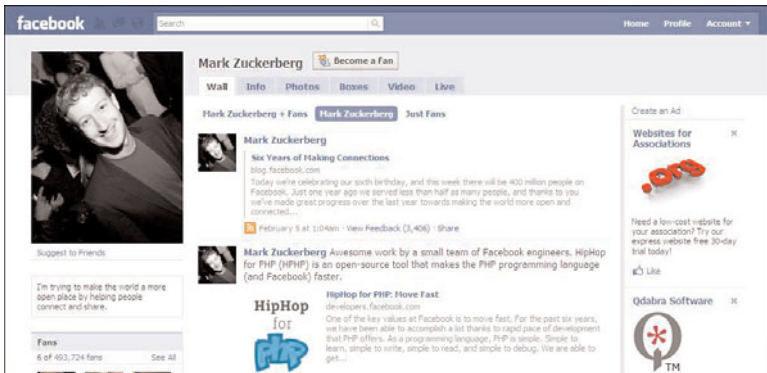 facebook
Search
Home Profile Account
Mark Zuckerberg
Become a Fan
Wall Info Photos Boxes Video Live
Mark Zuckerberg + Fans Mark Zuckerberg Just Fans
Mark Zuckerberg
Six Years of Making Connections
blog.facebook.com
Today we're celebrating our sixth birthday, and this week there will be 400 million people on
Facebook. Just one year ago we served less than half as many people, and thanks to you
we've made great progress over the last year towards making the world more open and
connected...
February 5 at 1:04am · View Feedback (3,406) · Share
Mark Zuckerberg Awesome work by a small team of Facebook engineers. HipHop
for PHP (HPHP) is an open-source tool that makes the PHP programming language
(and Facebook) faster.
HipHop
for
php
HipHop for PHP: Move Fast
developers.facebook.com
One of the key values at Facebook is to move fast. For the past six years,
we have been able to accomplish a lot thanks to rapid pace of development
that PHP offers. As a programming language, PHP is simple. Simple to
learn, simple to write, simple to read, and simple to debug. We are able to
get...
Suggest to Friends
I'm trying to make the world a more
open place by helping people
connect and share.
Fans
6 of 493,724 fans See All
Create an Ad
Websites for
Associations
.org
Need a low-cost website for
your association? Try our
express website free 30-day
trial today!
Like
Qdabra Software
TM